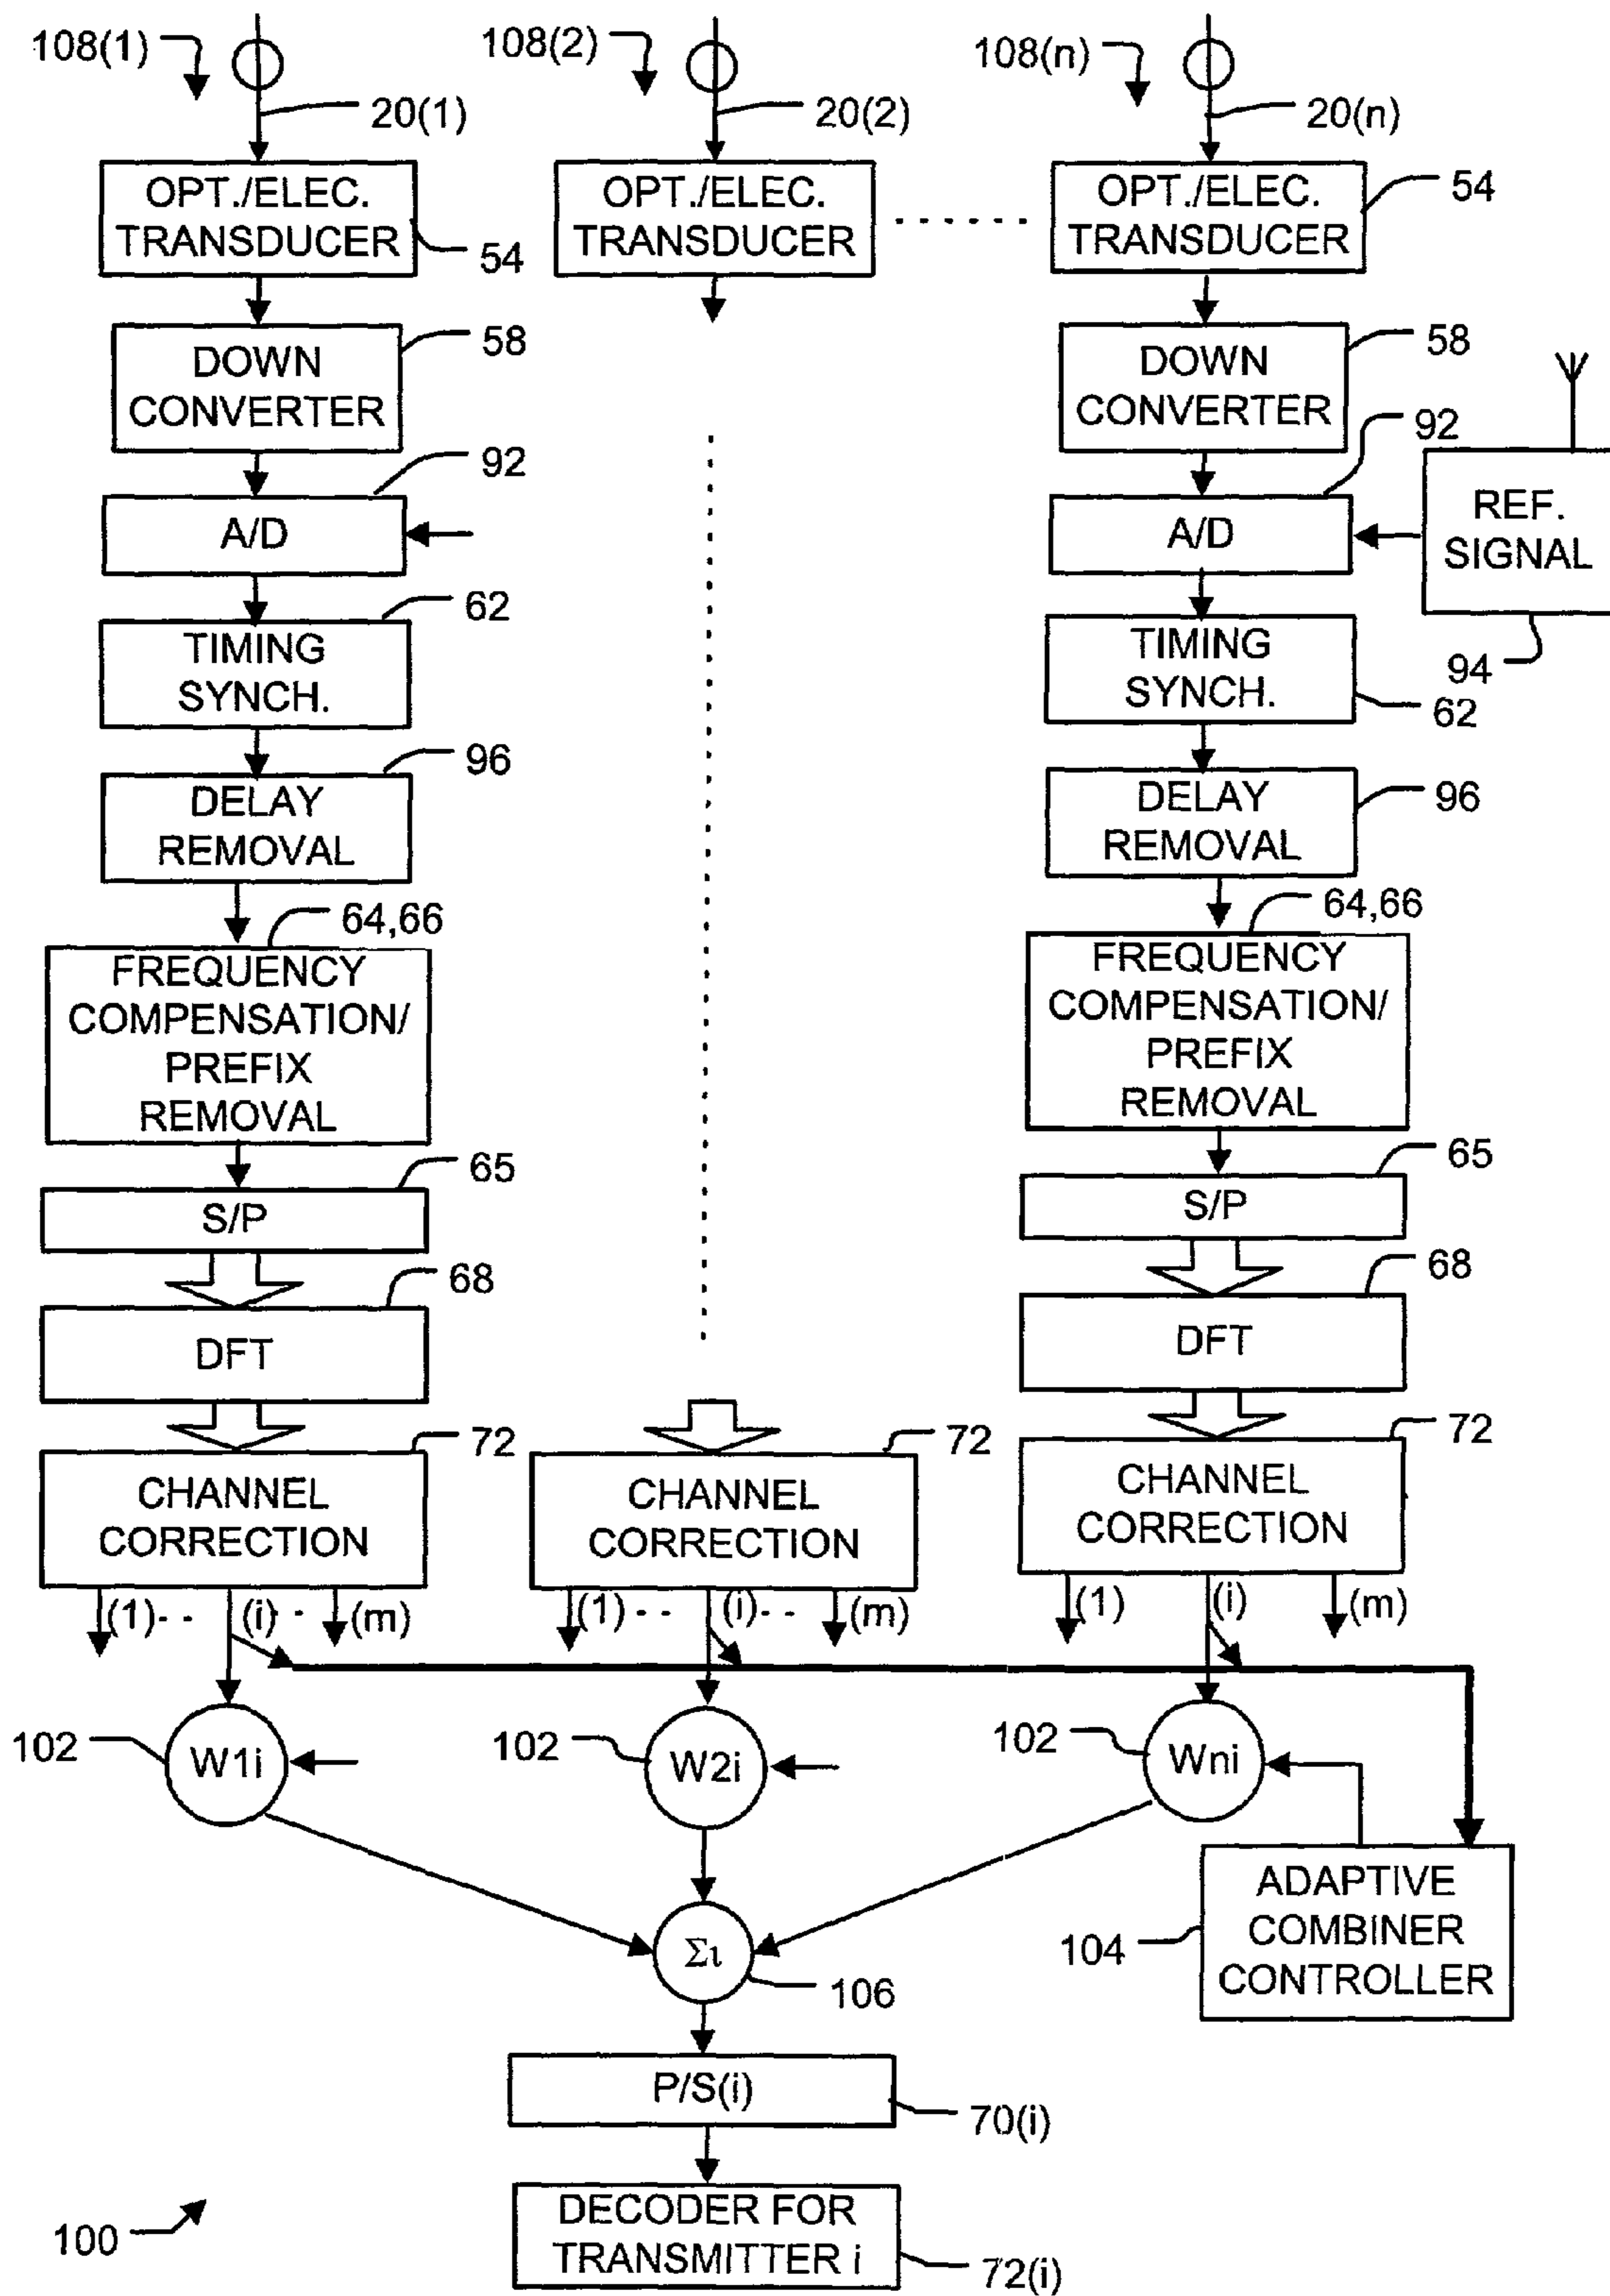 108(1)
108(2)
108(n)
20(1)
20(2)
20(n)
OPT./ELEC.
TRANSDUCER
54
OPT./ELEC.
TRANSDUCER
OPT./ELEC.
TRANSDUCER
54
DOWN
CONVERTER
58
DOWN
CONVERTER
58
A/D
92
A/D
92
REF.
SIGNAL
94
TIMING
SYNCH.
62
TIMING
SYNCH.
62
DELAY
REMOVAL
96
DELAY
REMOVAL
96
64,66
FREQUENCY
COMPENSATION/
PREFIX
REMOVAL
64,66
FREQUENCY
COMPENSATION/
PREFIX
REMOVAL
65
S/P
65
S/P
68
DFT
68
DFT
72
CHANNEL
CORRECTION
72
CHANNEL
CORRECTION
72
CHANNEL
CORRECTION
(1)-- (i)- (m)
(1)-- (i)-- (m)
(1) (i) (m)
102
W1i
102
W2i
102
Wni
ADAPTIVE
COMBINER
CONTROLLER
104
Σι
106
P/S(i)
70(i)
DECODER FOR
TRANSMITTER i
72(i)
100